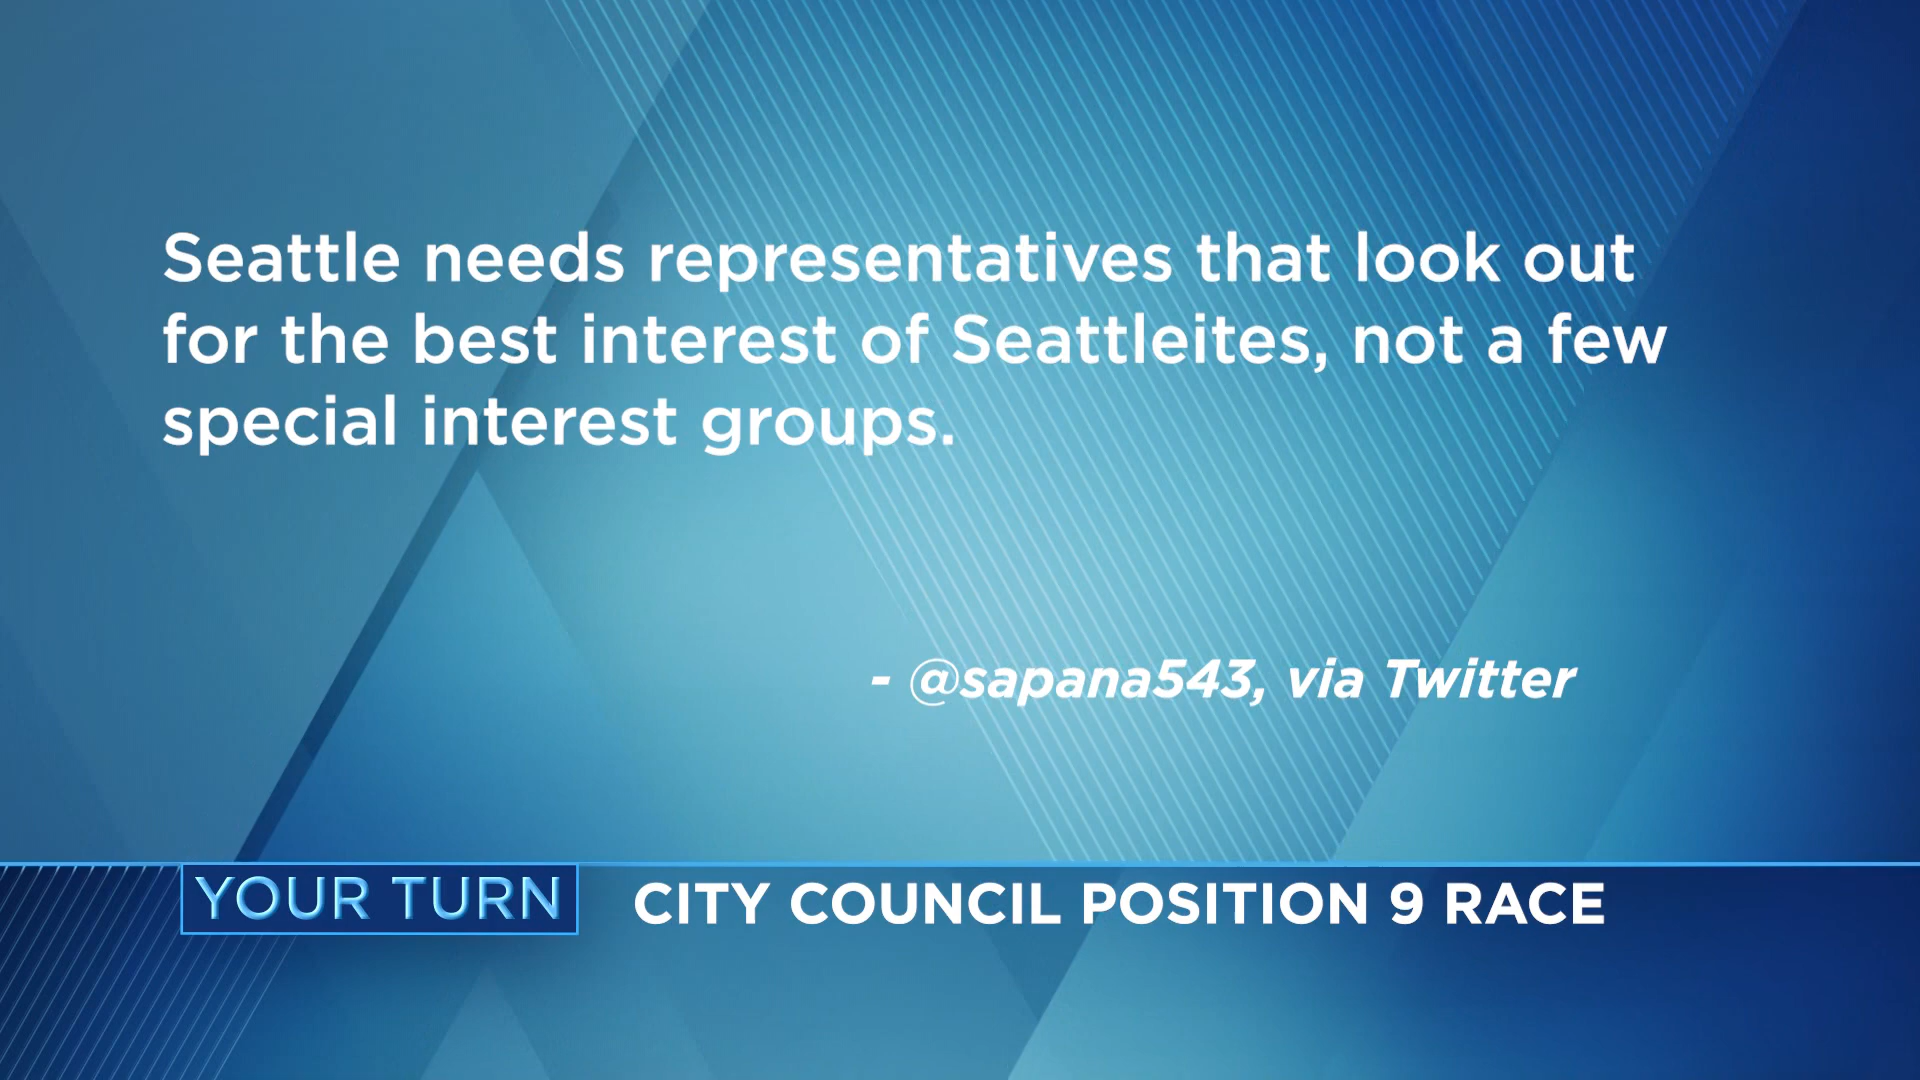 Seattle needs representatives that look out
for the best interest of Seattleites, not a few
special interest groups.
- @sapana543, via Twitter
YOUR TURN
CITY COUNCIL POSITION 9 RACE